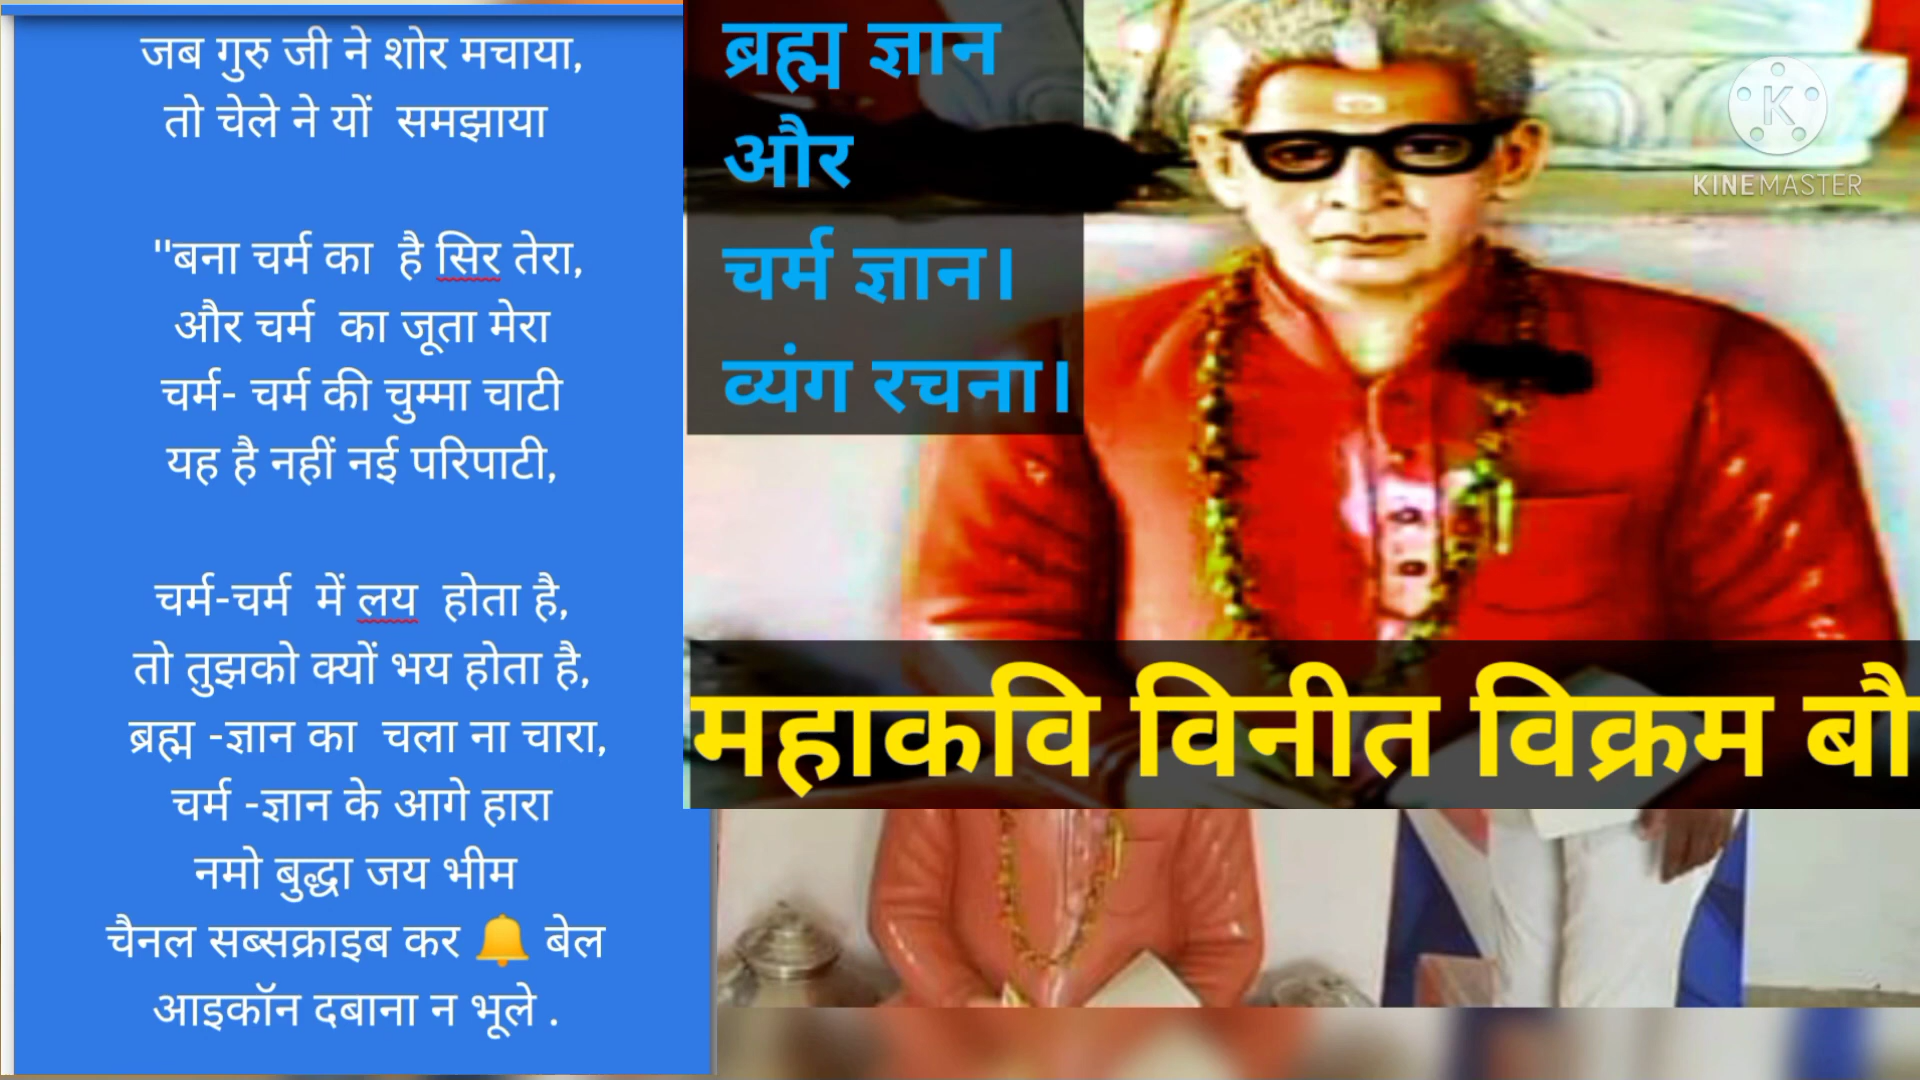 जब गुरु जी ने शोर मचाया,
तो चेले ने यों समझाया
"बना चर्म का है सिर तेरा,
और चर्म का जूता मेरा
चर्म- चर्म की चुम्मा चाटी
यह है नहीं नई परिपाटी,
चर्म-चर्म में लय होता है,
तो तुझको क्यों भय होता है,
ब्रह्म -ज्ञान का चला ना चारा,
चर्म -ज्ञान के आगे हारा
नमो बुद्धा जय भीम
चैनल सब्सक्राइब कर 🔔 बेल
आइकॉन दबाना न भूले .
ब्रह्म ज्ञान
और
चर्म ज्ञान।
व्यंग रचना।
KINEMASTER
महाकवि विनीत विक्रम बौ